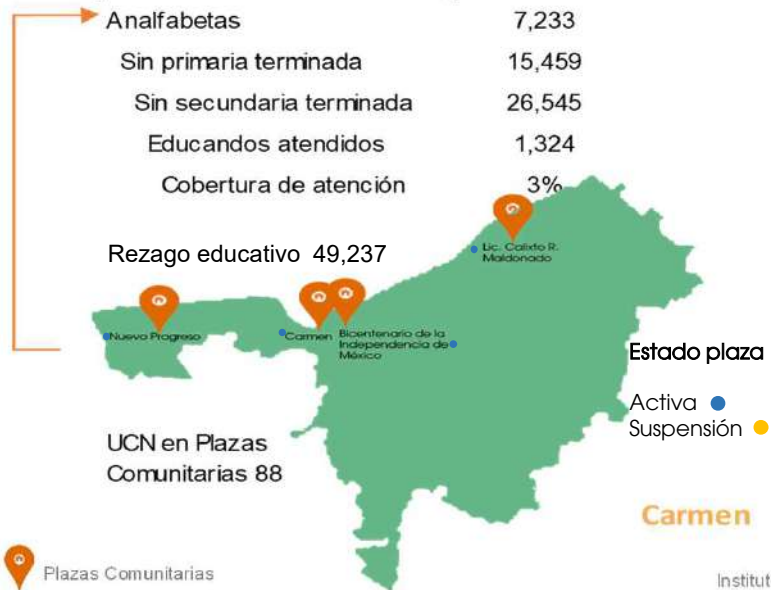 Analfabetas 7,233
Sin primaria terminada 15,459
Sin secundaria terminada 26,545
Educandos atendidos 1,324
Cobertura de atención 3%
Rezago educativo 49,237
Lic. Calixto R.
Maldonado
Nuevo Progreso
Carmen
Bicentenario de la
Independencia de
México
Estado plaza
Activa
Suspensión
UCN en Plazas
Comunitarias 88
Carmen
Plazas Comunitarias
Institut